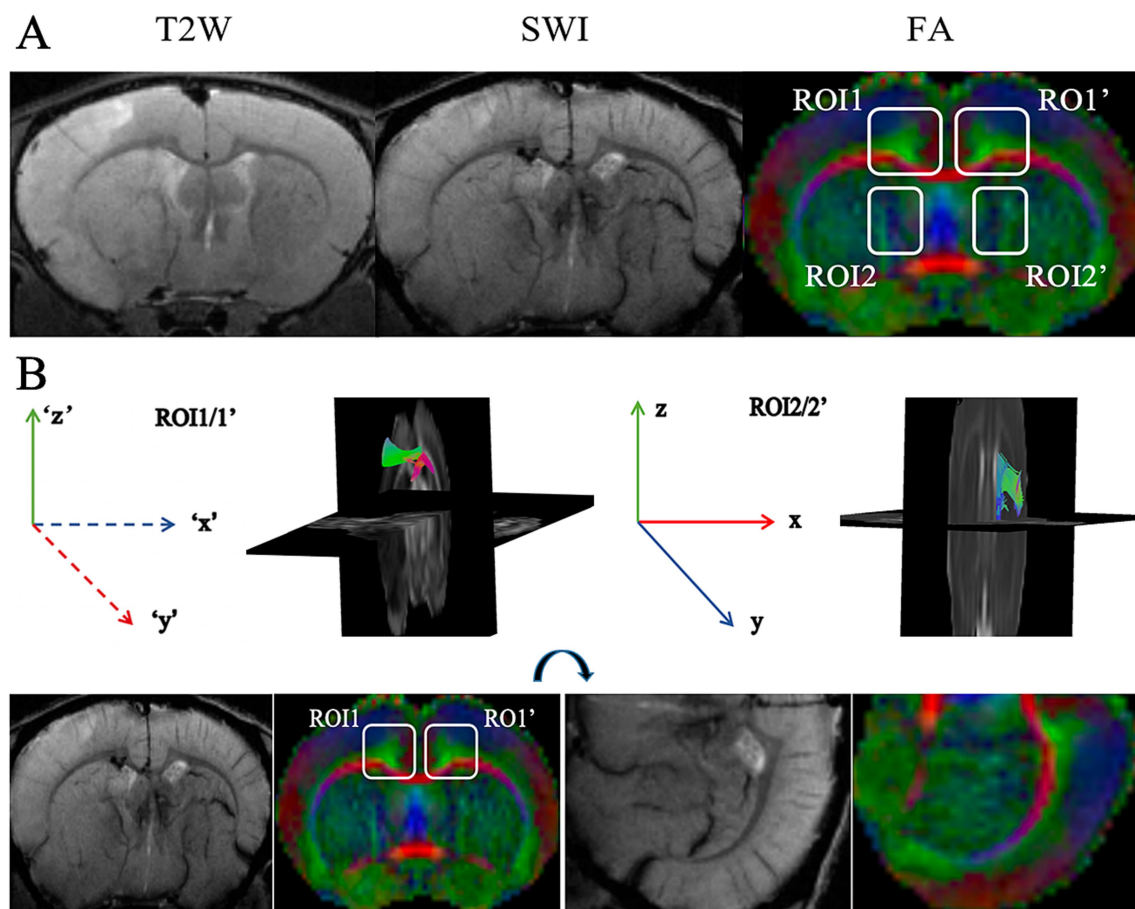 A
T2W SWI FA
ROI1 RO1’
ROI2 ROI2’
B
‘z’ ROI1/1’ z ROI2/2’
‘x’ x
‘y’ y
ROI1 RO1’